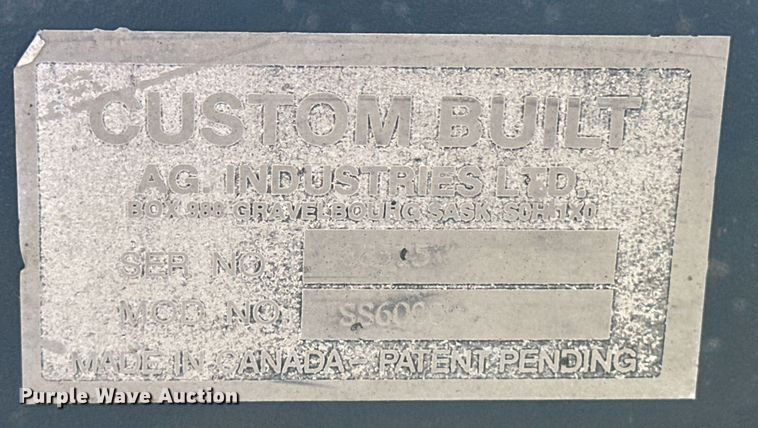 CUSTOM BUILT
AG. INDUSTRIES LTD.
BOX 988 GRAVELBOURG SASK. S0H 1X0
SER. NO.
MOD. NO.
MADE IN CANADA - PATENT PENDING
Purple Wave Auction